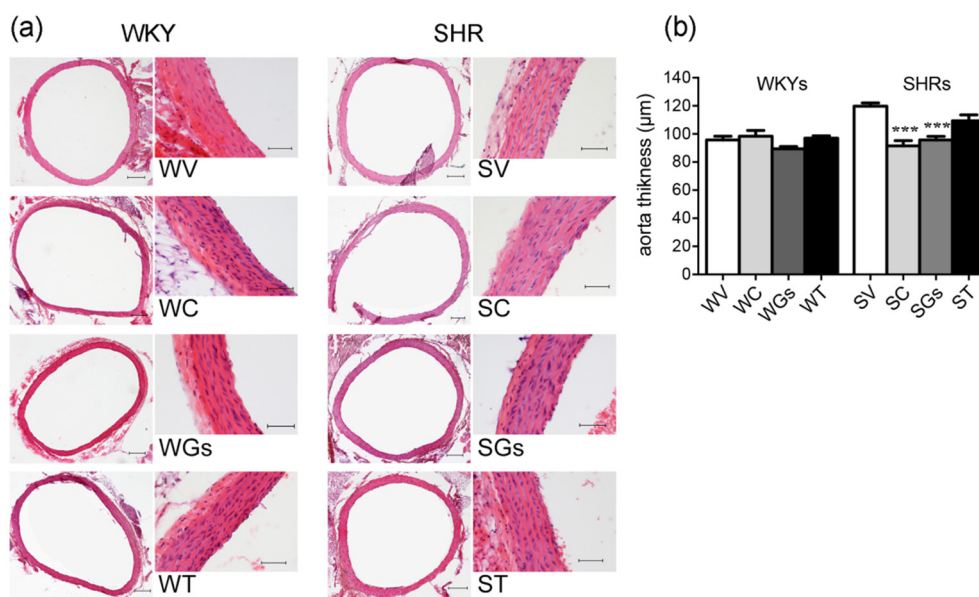 (a)
WKY
SHR
WV
SV
WC
SC
WGs
SGs
WT
ST
(b)
aorta thikness (µm)
140
120
100
80
60
40
20
0
WKYs
SHRs
*** ***
WV WC WGs WT SV SC SGs ST